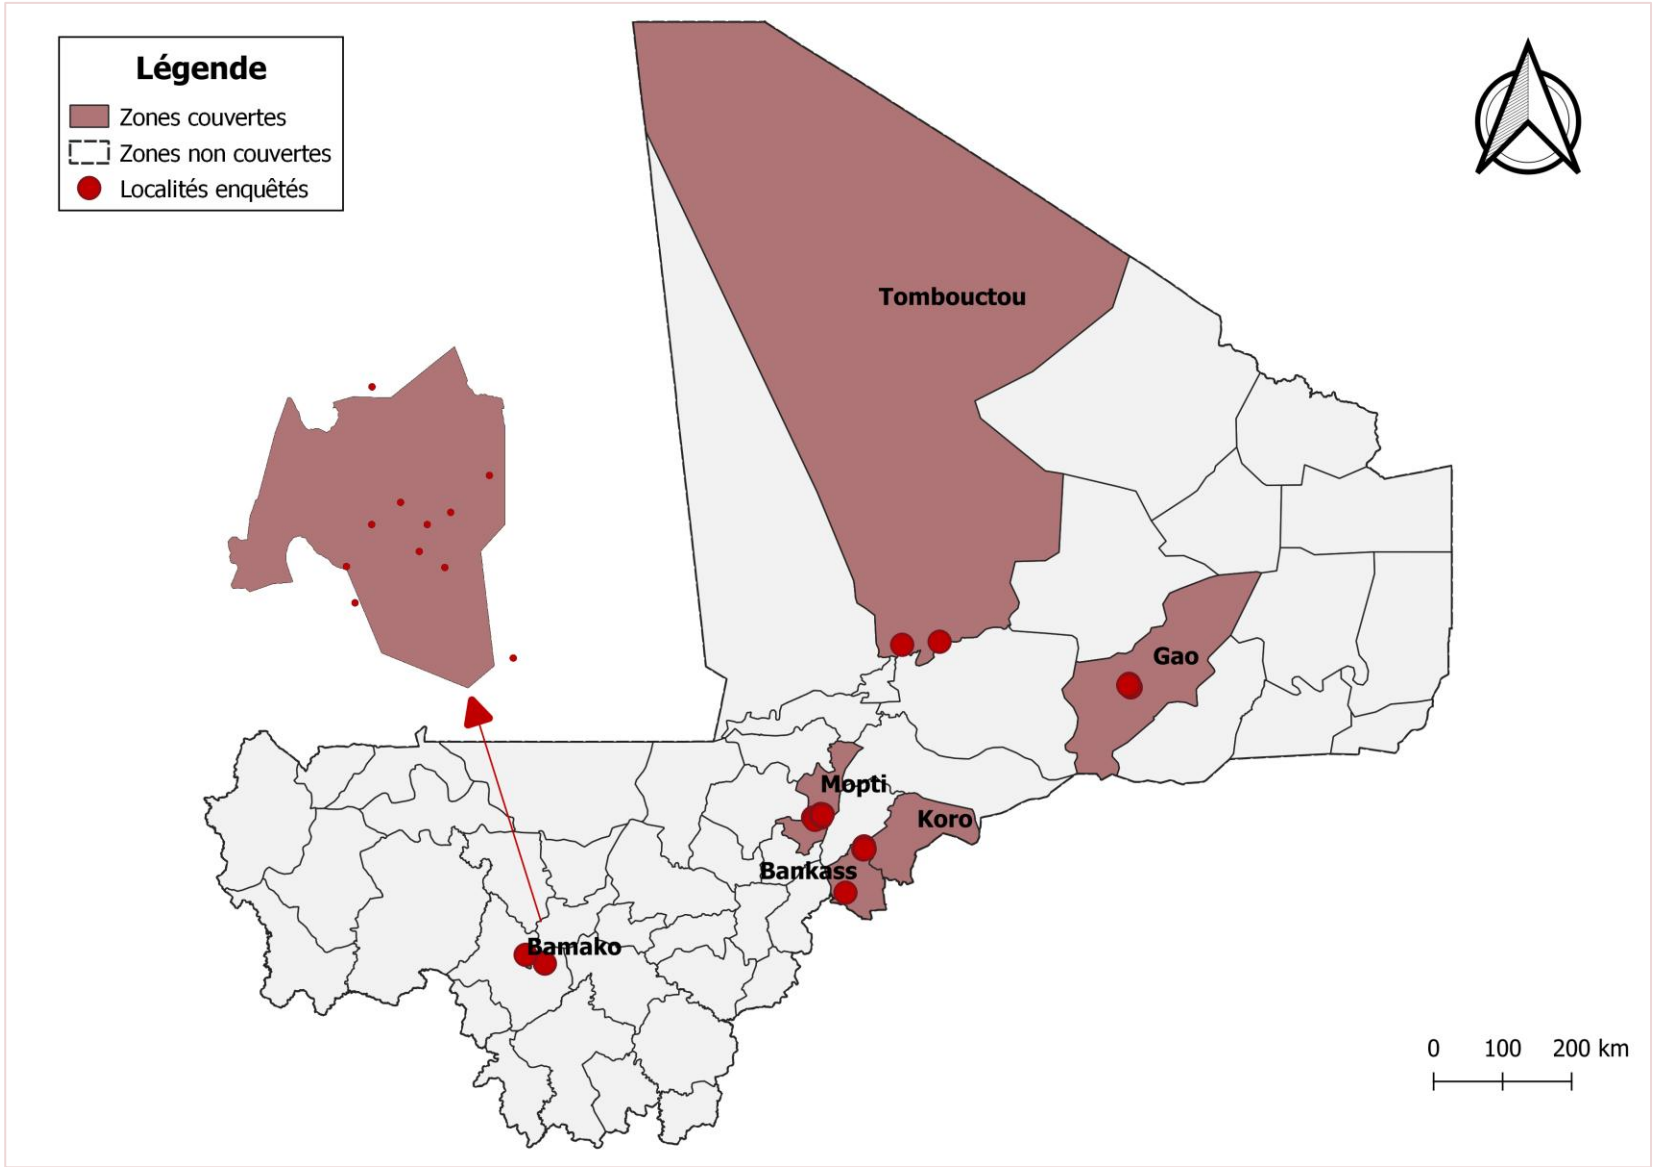 Légende
Zones couvertes
Zones non couvertes
Localités enquêtés
Tombouctou
Gao
Mopti
Koro
Bankass
Bamako
0 100 200 km